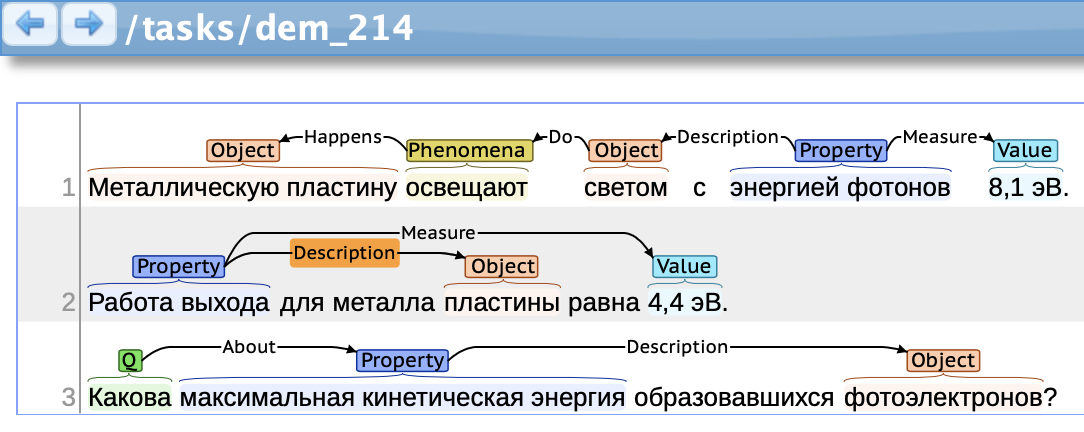 /tasks/dem_214
Happens Do Description Measure
Object Phenomena Object Property Value
1 Металлическую пластину освещают светом с энергией фотонов 8,1 эВ.
Measure
Description
Property Object Value
2 Работа выхода для металла пластины равна 4,4 эВ.
About Description
Q Property Object
3 Какова максимальная кинетическая энергия образовавшихся фотоэлектронов?